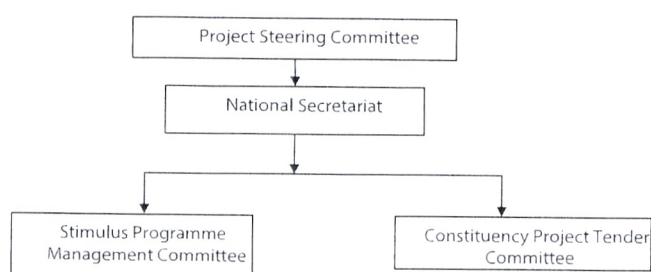 Project Steering Committee
National Secretariat
Stimulus Programme
Management Committee
Constituency Project Tender
Committee